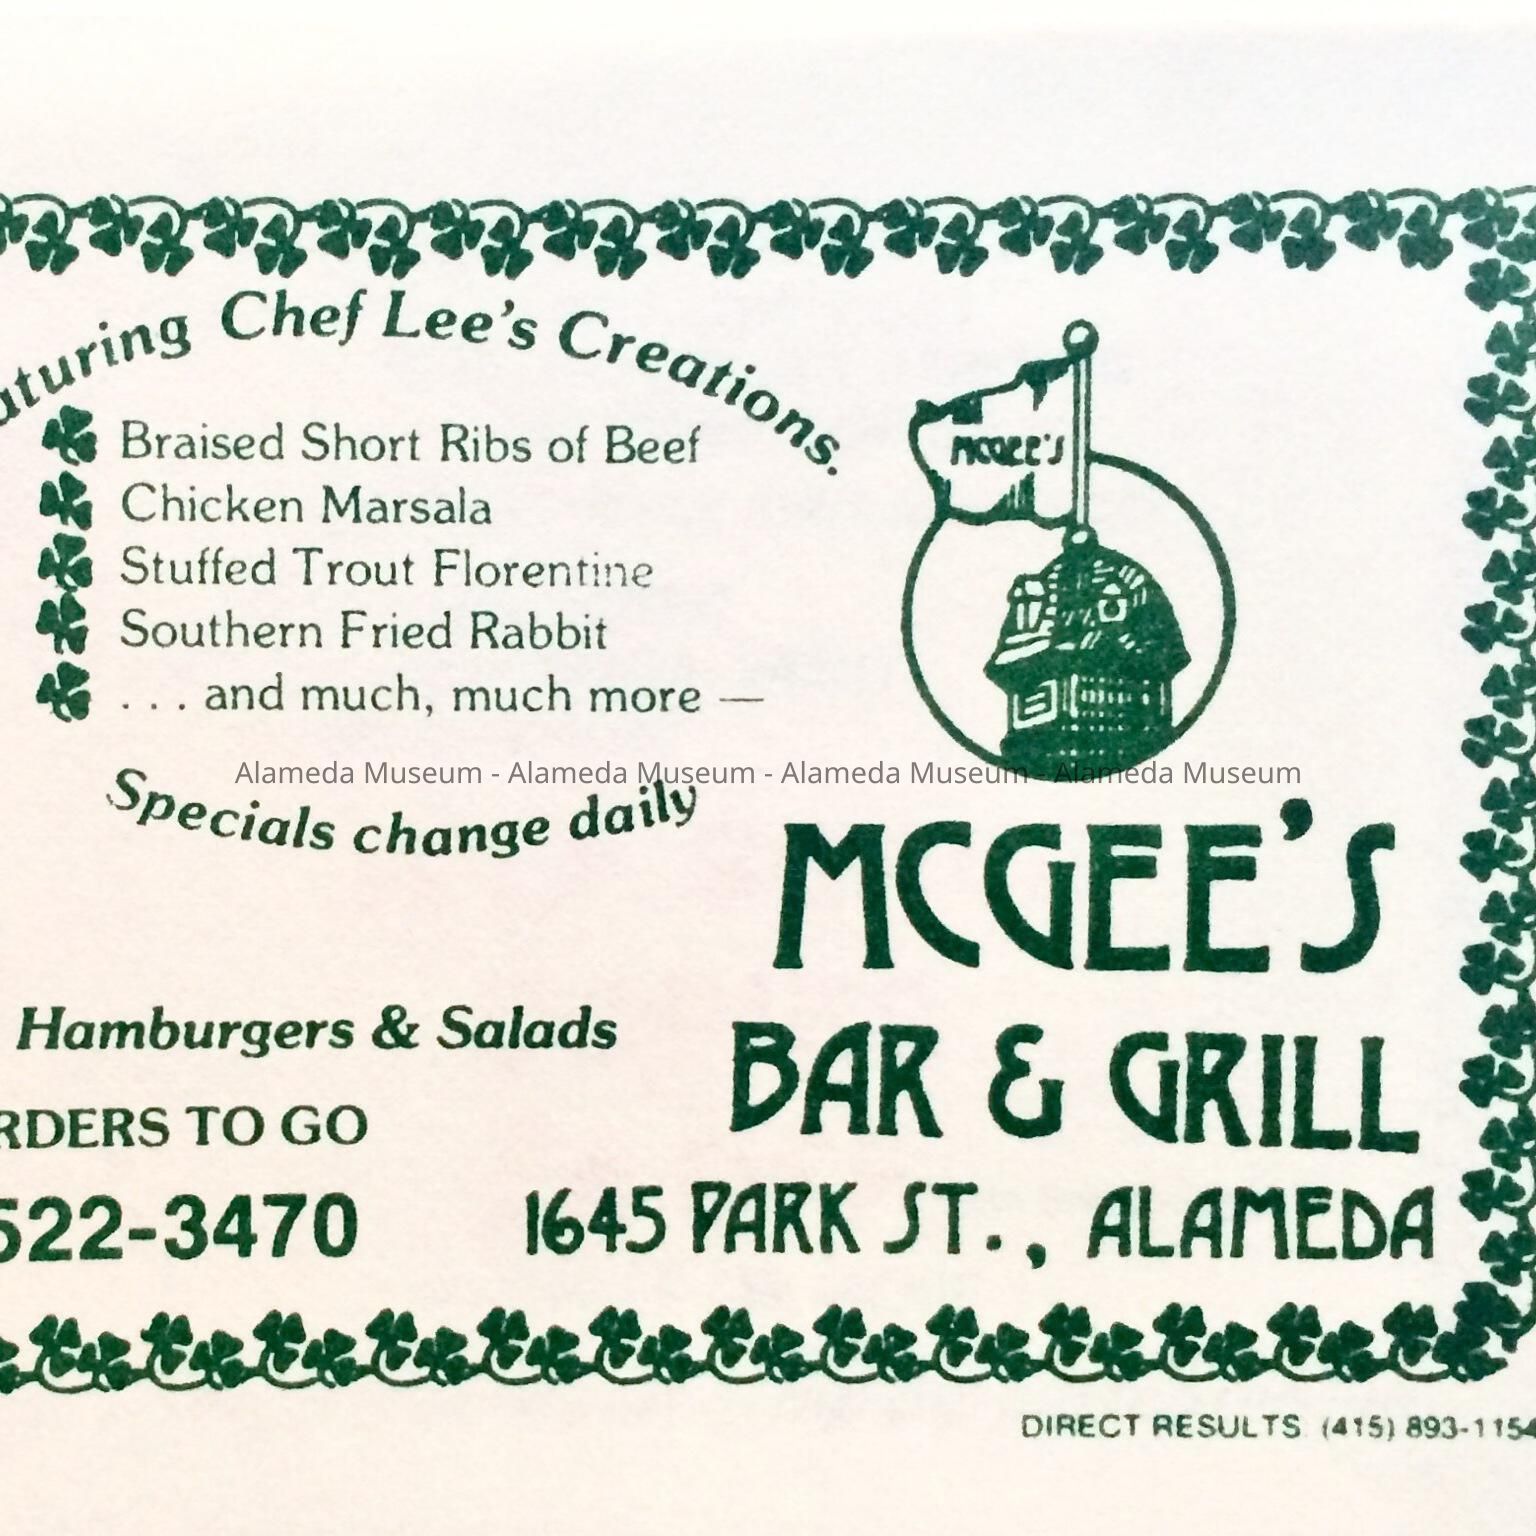 aturing Chef Lee's Creations.
Braised Short Ribs of Beef
Chicken Marsala
Stuffed Trout Florentine
Southern Fried Rabbit
. . . and much, much more —
Specials change daily
McGEE'S
Alameda Museum - Alameda Museum - Alameda Museum - Alameda Museum
MCGEE'S
BAR & GRILL
Hamburgers & Salads
RDERS TO GO
522-3470
1645 PARK ST., ALAMEDA
DIRECT RESULTS (415) 893-1154